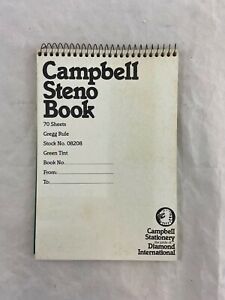 Campbell
Steno
Book
70 Sheets
Gregg Rule
Stock No. 08208
Green Tint
Book No.
From:
To:
Campbell
Stationery
Diamond
International